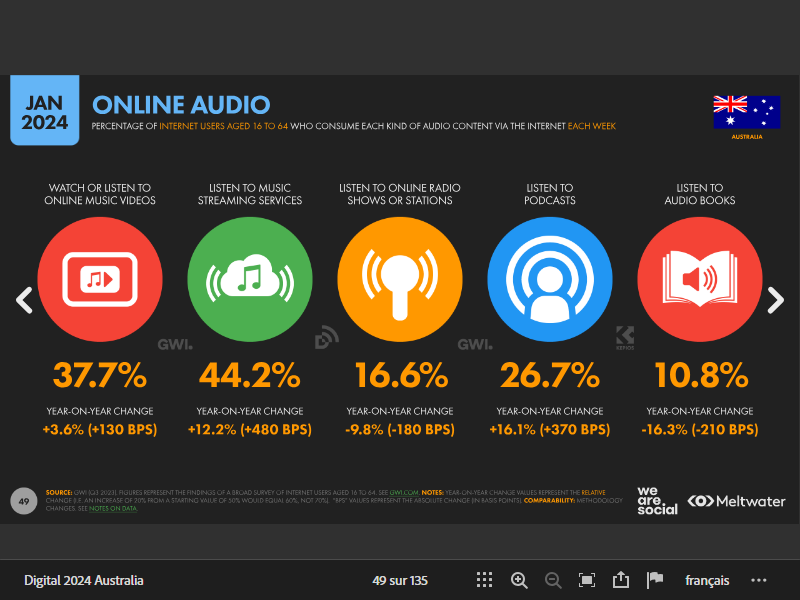 JAN
2024
ONLINE AUDIO
PERCENTAGE OF INTERNET USERS AGED 16 TO 64 WHO CONSUME EACH KIND OF AUDIO CONTENT VIA THE INTERNET EACH WEEK
AUSTRALIA
WATCH OR LISTEN TO
ONLINE MUSIC VIDEOS
LISTEN TO MUSIC
STREAMING SERVICES
LISTEN TO ONLINE RADIO
SHOWS OR STATIONS
LISTEN TO
PODCASTS
LISTEN TO
AUDIO BOOKS
GWI.
GWI.
KEPIOS
37.7%
44.2%
16.6%
26.7%
10.8%
YEAR-ON-YEAR CHANGE
+3.6% (+130 BPS)
YEAR-ON-YEAR CHANGE
+12.2% (+480 BPS)
YEAR-ON-YEAR CHANGE
-9.8% (-180 BPS)
YEAR-ON-YEAR CHANGE
+16.1% (+370 BPS)
YEAR-ON-YEAR CHANGE
-16.3% (-210 BPS)
49
SOURCE: GWI (Q3 2023). FIGURES REPRESENT THE FINDINGS OF A BROAD SURVEY OF INTERNET USERS AGED 16 TO 64. SEE GWI.COM. NOTES: YEAR-ON-YEAR CHANGE VALUES REPRESENT THE RELATIVE
CHANGE (I.E. AN INCREASE OF 20% FROM A STARTING VALUE OF 50% WOULD EQUAL 60%, NOT 70%). "BPS" VALUES REPRESENT THE ABSOLUTE CHANGE (IN BASIS POINTS). COMPARABILITY: METHODOLOGY
CHANGES. SEE NOTES ON DATA.
we
are.
social
Meltwater
Digital 2024 Australia
49 sur 135
français